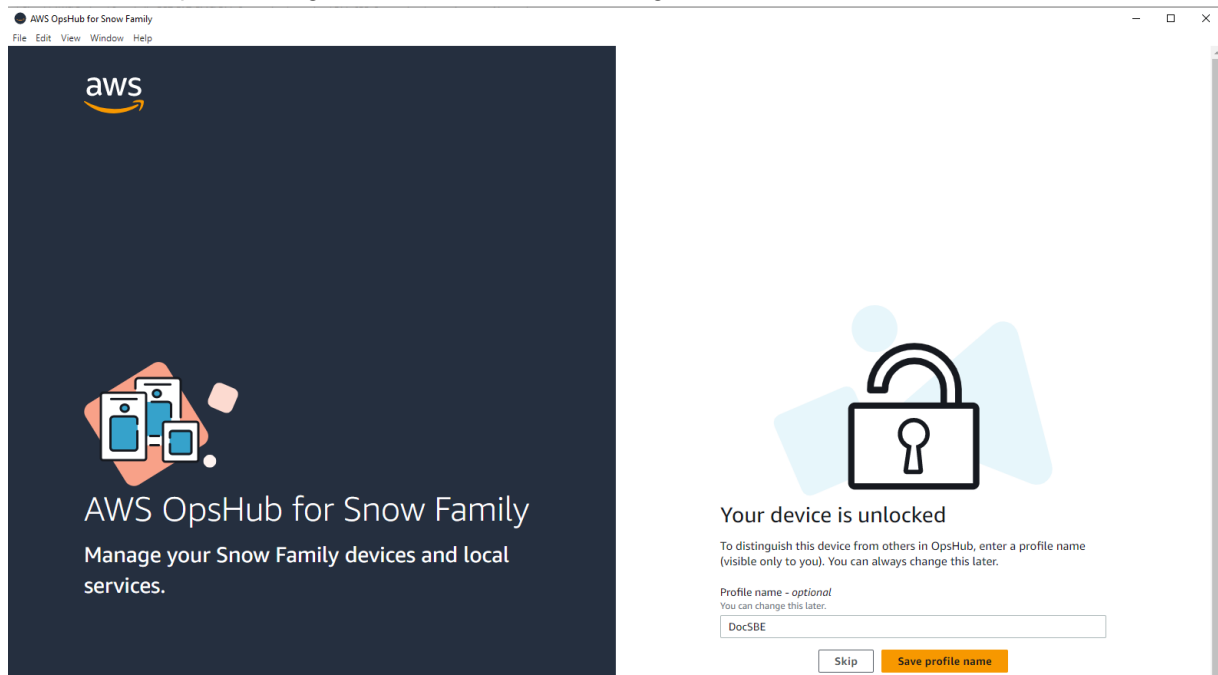 AWS OpsHub for Snow Family
File Edit View Window Help
aws
AWS OpsHub for Snow Family
Manage your Snow Family devices and local
services.
Your device is unlocked
To distinguish this device from others in OpsHub, enter a profile name
(visible only to you). You can always change this later.
Profile name - optional
You can change this later.
DocSBE
Skip Save profile name